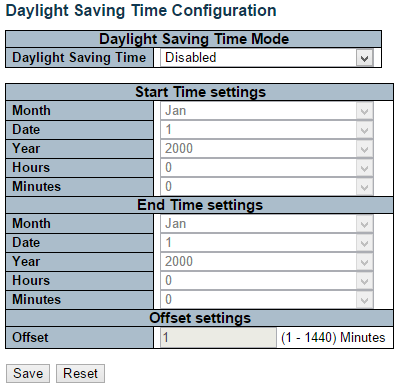 Daylight Saving Time Configuration
Daylight Saving Time Mode
Daylight Saving Time Disabled
Start Time settings
Month Jan
Date 1
Year 2000
Hours 0
Minutes 0
End Time settings
Month Jan
Date 1
Year 2000
Hours 0
Minutes 0
Offset settings
Offset 1 (1 - 1440) Minutes
Save Reset